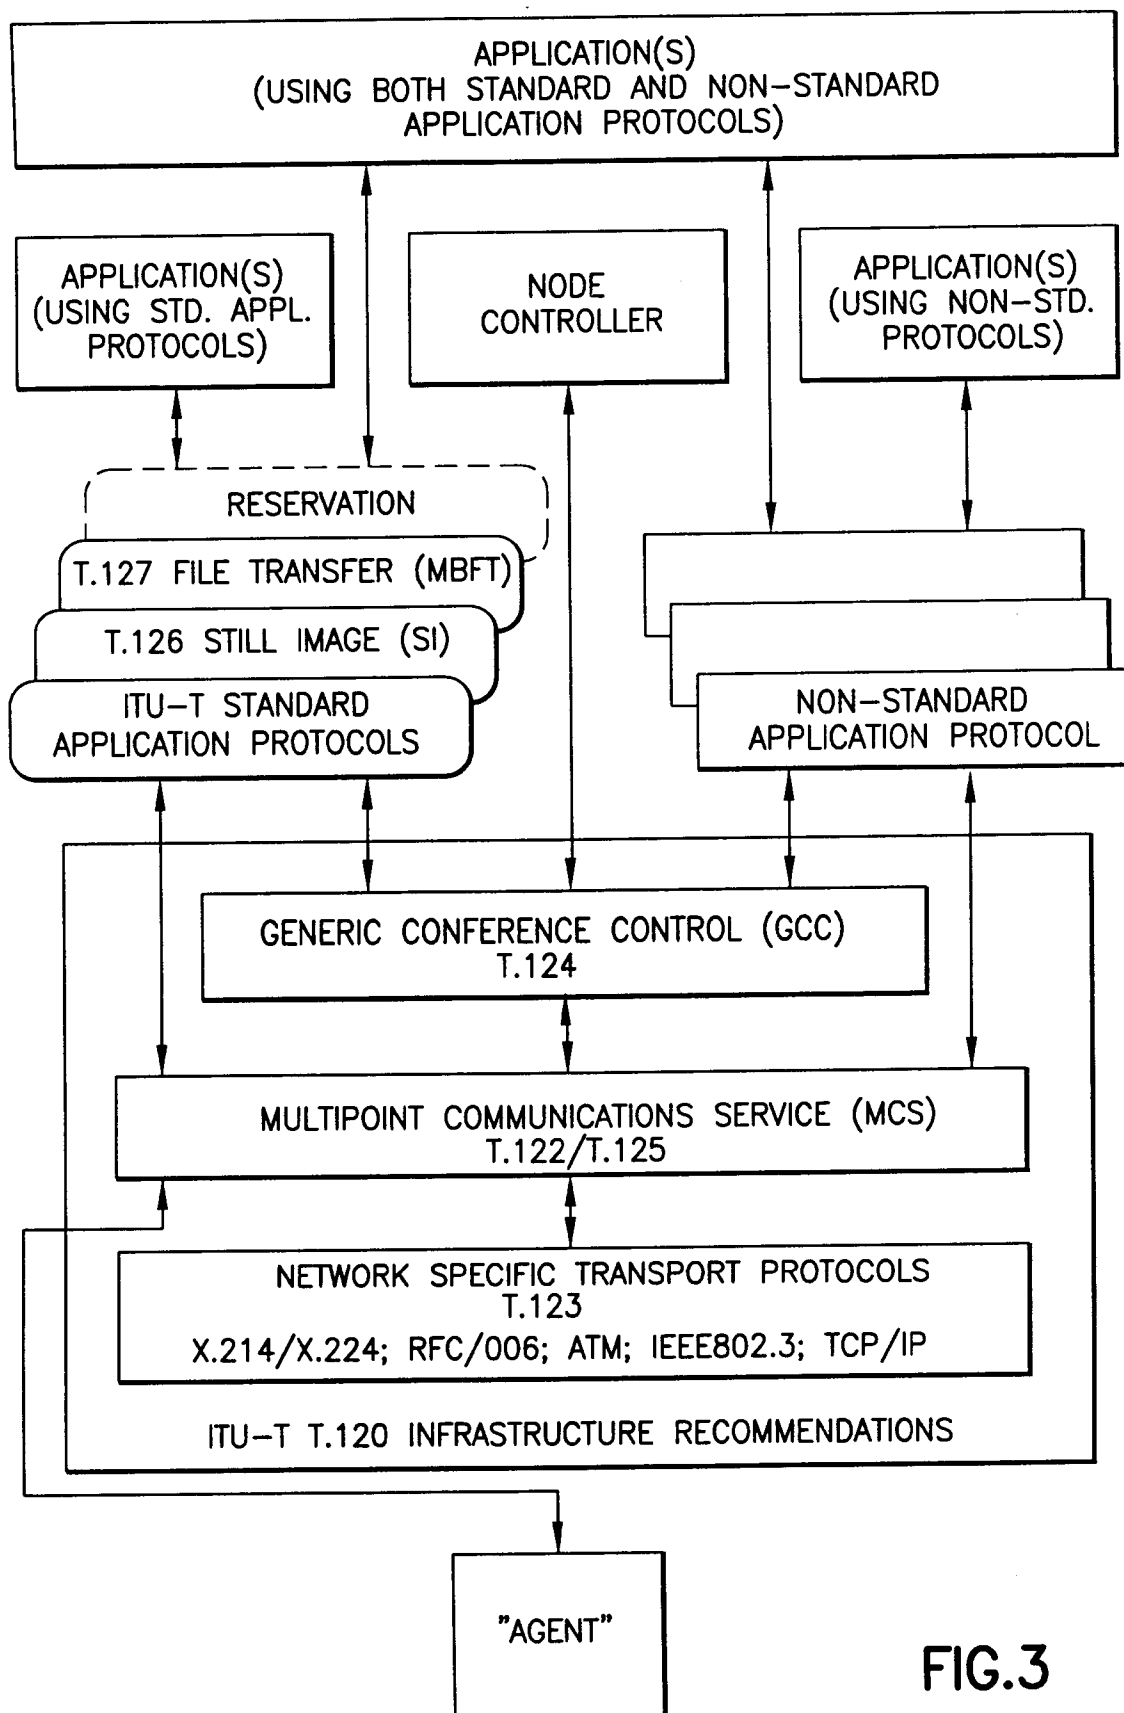 APPLICATION(S)
(USING BOTH STANDARD AND NON-STANDARD
APPLICATION PROTOCOLS)
APPLICATION(S)
(USING STD. APPL.
PROTOCOLS)
NODE
CONTROLLER
APPLICATION(S)
(USING NON-STD.
PROTOCOLS)
RESERVATION
T.127 FILE TRANSFER (MBFT)
T.126 STILL IMAGE (SI)
ITU-T STANDARD
APPLICATION PROTOCOLS
NON-STANDARD
APPLICATION PROTOCOL
GENERIC CONFERENCE CONTROL (GCC)
T.124
MULTIPOINT COMMUNICATIONS SERVICE (MCS)
T.122/T.125
NETWORK SPECIFIC TRANSPORT PROTOCOLS
T.123
X.214/X.224; RFC/006; ATM; IEEE802.3; TCP/IP
ITU-T T.120 INFRASTRUCTURE RECOMMENDATIONS
"AGENT"
FIG.3